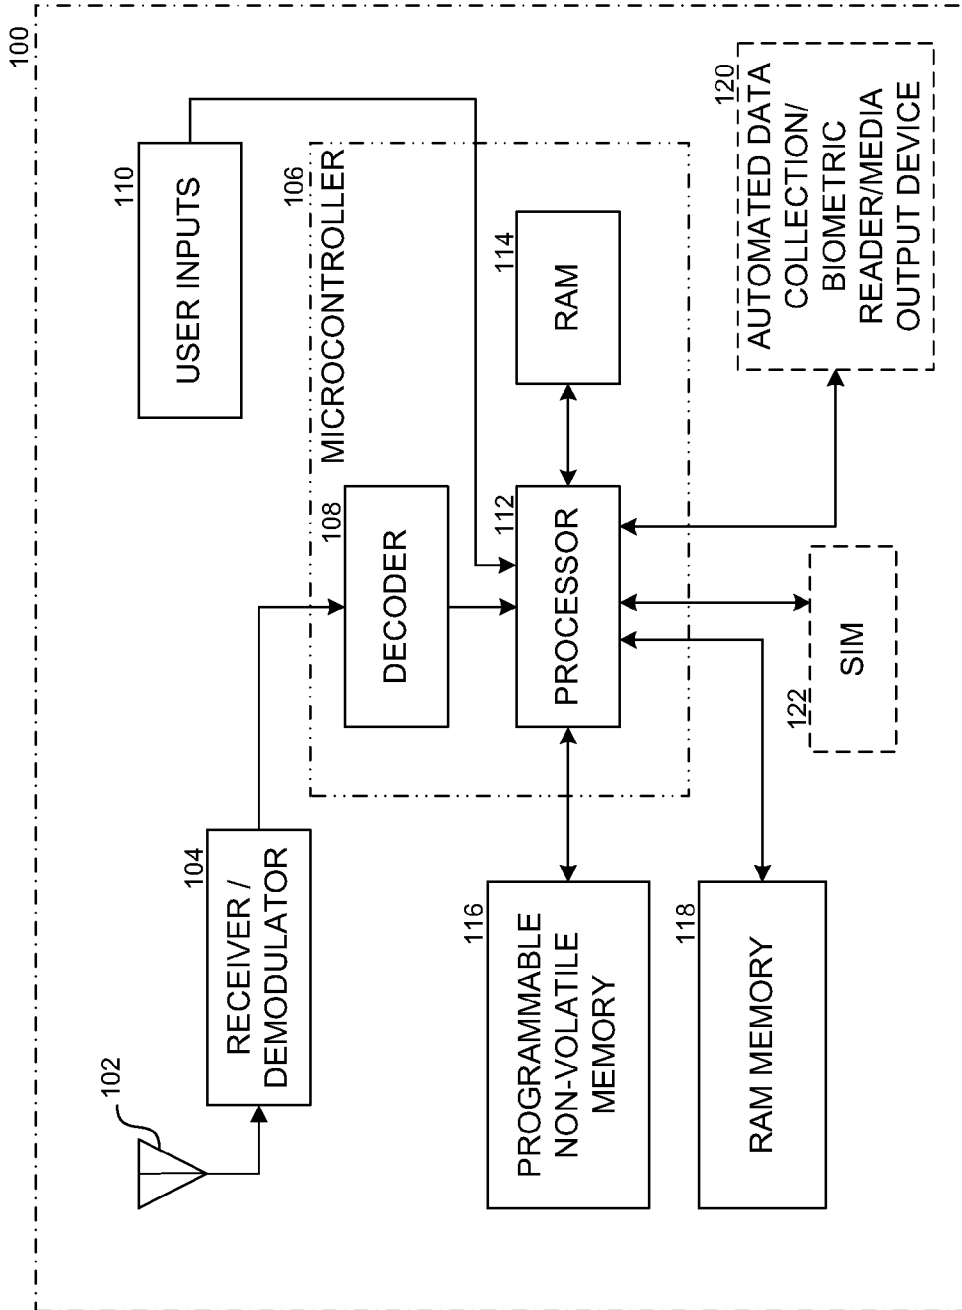 100
102
RECEIVER /
DEMODULATOR
104
USER INPUTS
110
MICROCONTROLLER
106
DECODER
108
PROCESSOR
112
RAM
114
PROGRAMMABLE
NON-VOLATILE
MEMORY
116
RAM MEMORY
118
SIM
122
AUTOMATED DATA
COLLECTION/
BIOMETRIC
READER/MEDIA
OUTPUT DEVICE
120